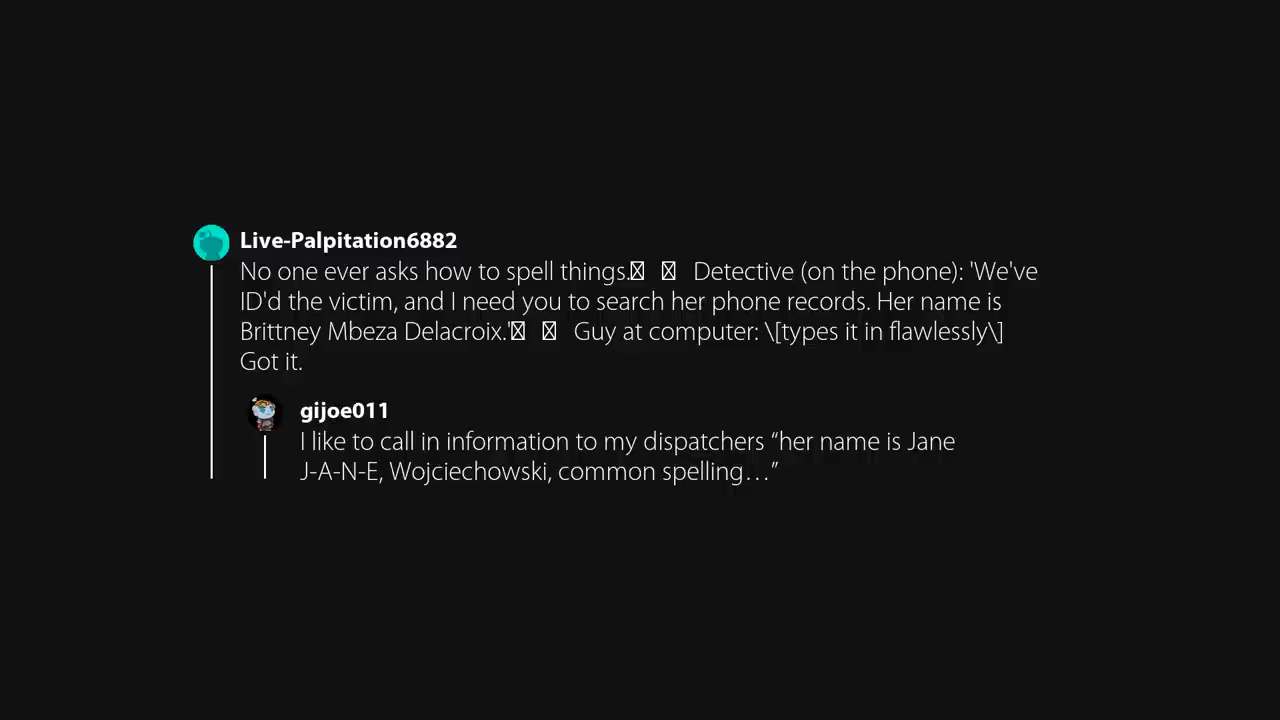 Live-Palpitation6882
No one ever asks how to spell things.􏿿 􏿿 Detective (on the phone): 'We've
ID'd the victim, and I need you to search her phone records. Her name is
Brittney Mbeza Delacroix.'􏿿 􏿿 Guy at computer: \[types it in flawlessly\]
Got it.
gijoe011
I like to call in information to my dispatchers “her name is Jane
J-A-N-E, Wojciechowski, common spelling…”